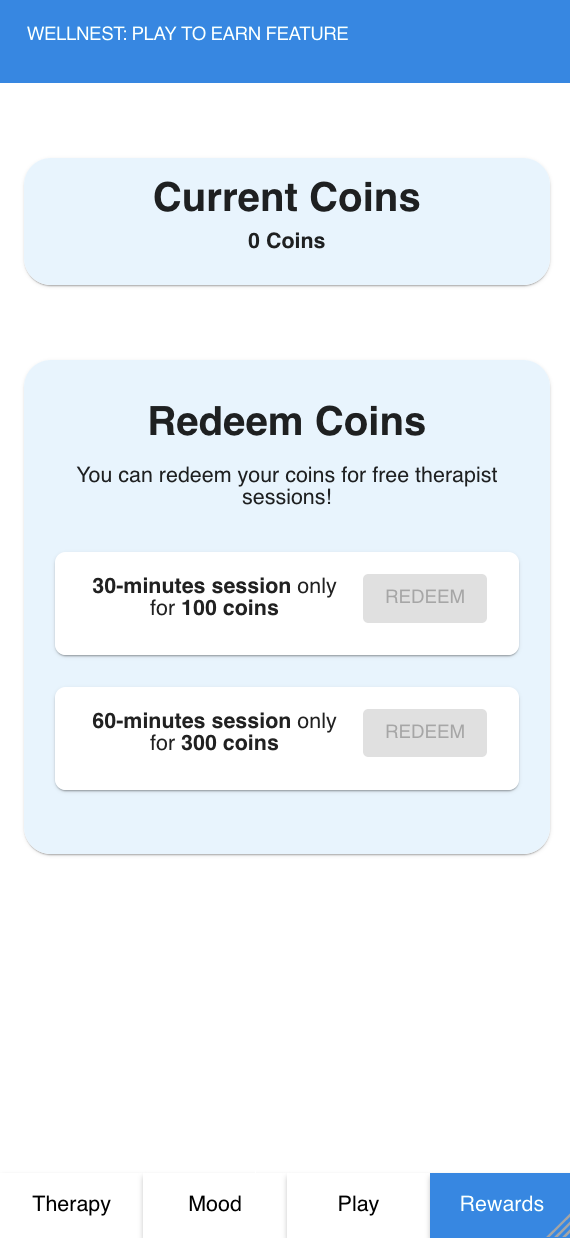 WELLNEST: PLAY TO EARN FEATURE
Current Coins
0 Coins
Redeem Coins
You can redeem your coins for free therapist
sessions!
30-minutes session only
for 100 coins
REDEEM
60-minutes session only
for 300 coins
REDEEM
Therapy
Mood
Play
Rewards